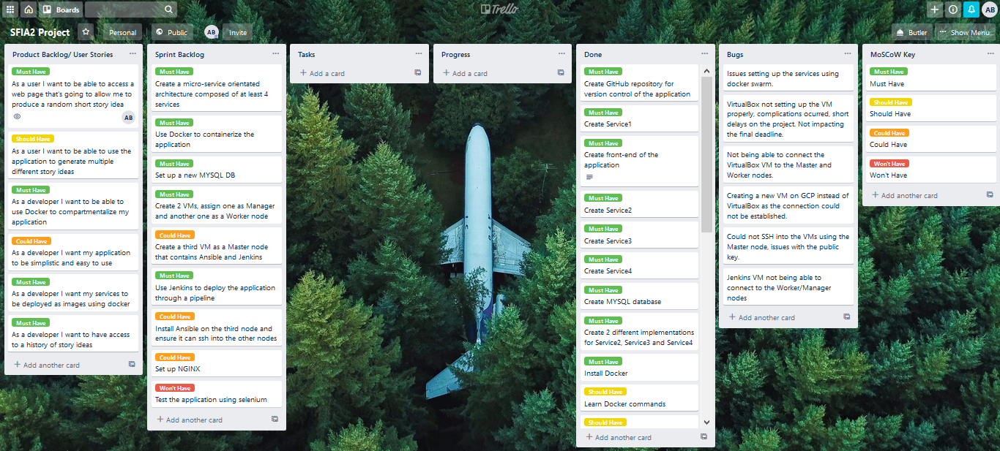 Boards
Trello
AB
SFIA2 Project
Personal
Public
AB
Invite
Butler
Show Menu
Product Backlog/ User Stories
Must Have
As a user I want to be able to access a
web page that's going to allow me to
produce a random short story idea
AB
Should Have
As a user I want to be able to use the
application to generate multiple
different story ideas
Must Have
As a developer I want to be able to
use Docker to compartmentalize my
application
Could Have
As a developer I want my application
to be simplistic and easy to use
Must Have
As a developer I want my services to
be deployed as images using docker
Must Have
As a developer I want to have access
to a history of story ideas
+ Add another card
Sprint Backlog
Must Have
Create a micro-service orientated
architecture composed of at least 4
services
Must Have
Use Docker to containerize the
application
Must Have
Set up a new MYSQL DB
Must Have
Create 2 VMs, assign one as Manager
and another one as a Worker node
Could Have
Create a third VM as a Master node
that contains Ansible and Jenkins
Must Have
Use Jenkins to deploy the application
through a pipeline
Could Have
Install Ansible on the third node and
ensure it can ssh into the other nodes
Could Have
Set up NGINX
Won't Have
Test the application using selenium
+ Add another card
Tasks
+ Add a card
Progress
+ Add a card
Done
Must Have
Create GitHub repository for
version control of the application
Must Have
Create Service1
Must Have
Create front-end of the
application
Must Have
Create Service2
Must Have
Create Service3
Must Have
Create Service4
Must Have
Create MYSQL database
Must Have
Create 2 different implementations
for Service2, Service3 and Service4
Must Have
Install Docker
Should Have
Learn Docker commands
Should Have
+ Add another card
Bugs
Issues setting up the services using
docker swarm.
VirtualBox not setting up the VM
properly, complications ocurred, short
delays on the project. Not impacting
the final deadline.
Not being able to connect the
VirtualBox VM to the Master and
Worker nodes.
Creating a new VM on GCP instead of
VirtualBox as the connection could
not be established.
Could not SSH into the VMs using the
Master node, issues with the public
key.
Jenkins VM not being able to
connect to the Worker/Manager
nodes
+ Add another card
MoSCoW Key
Must Have
Must Have
Should Have
Should Have
Could Have
Could Have
Won't Have
Won't Have
+ Add another card